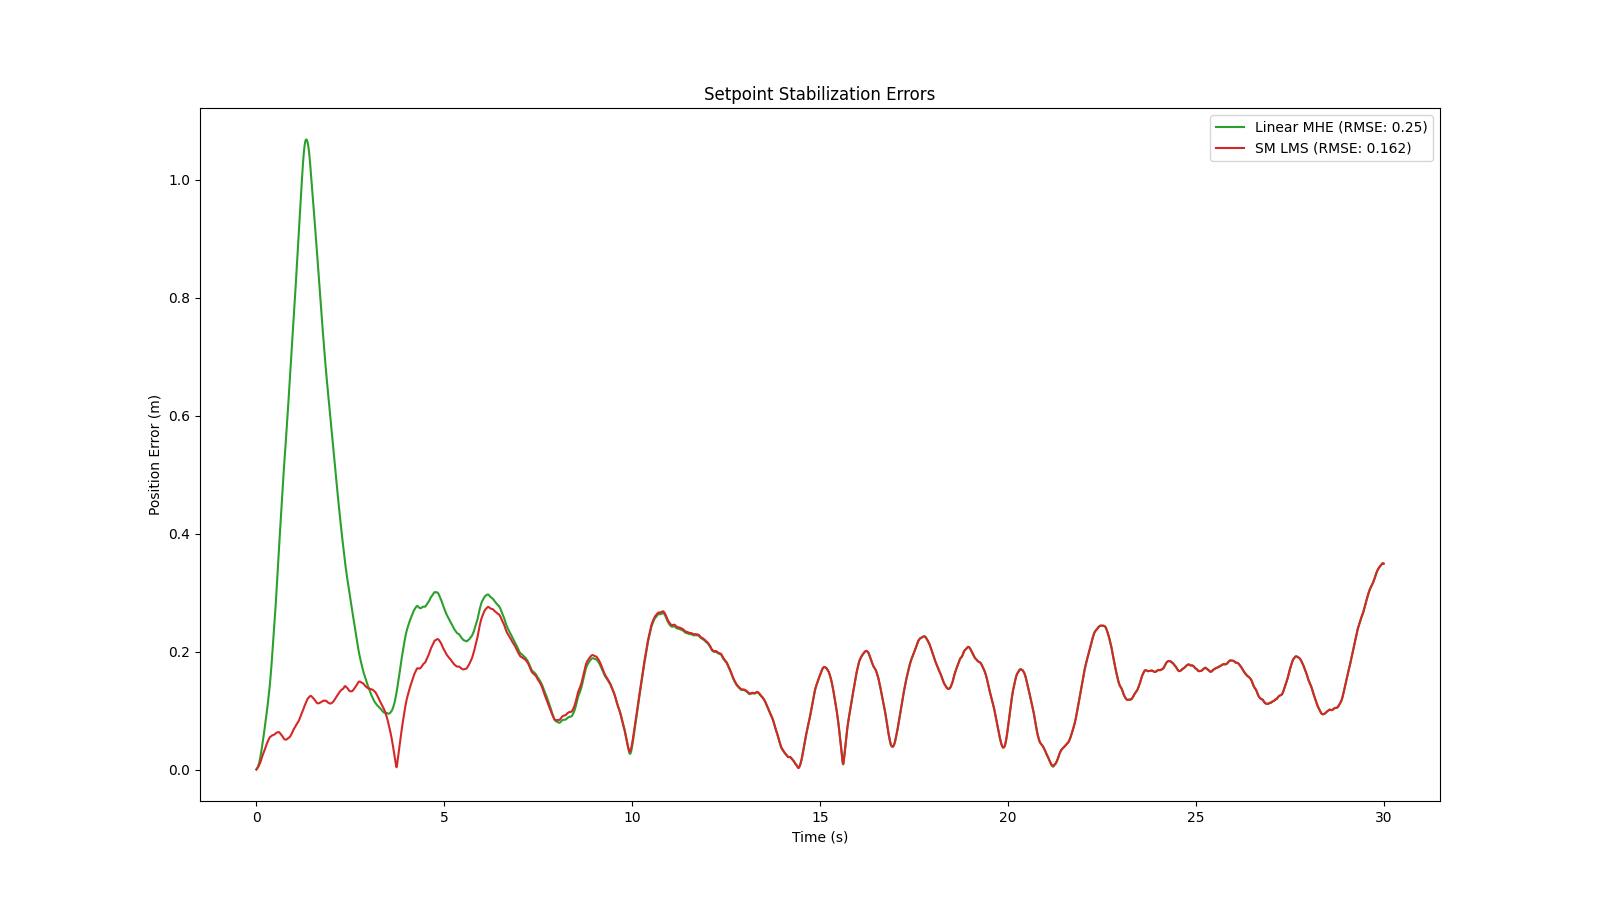 Setpoint Stabilization Errors
Linear MHE (RMSE: 0.25)
SM LMS (RMSE: 0.162)
1.0
0.8
0.6
0.4
0.2
0.0
Position Error (m)
0 5 10 15 20 25 30
Time (s)